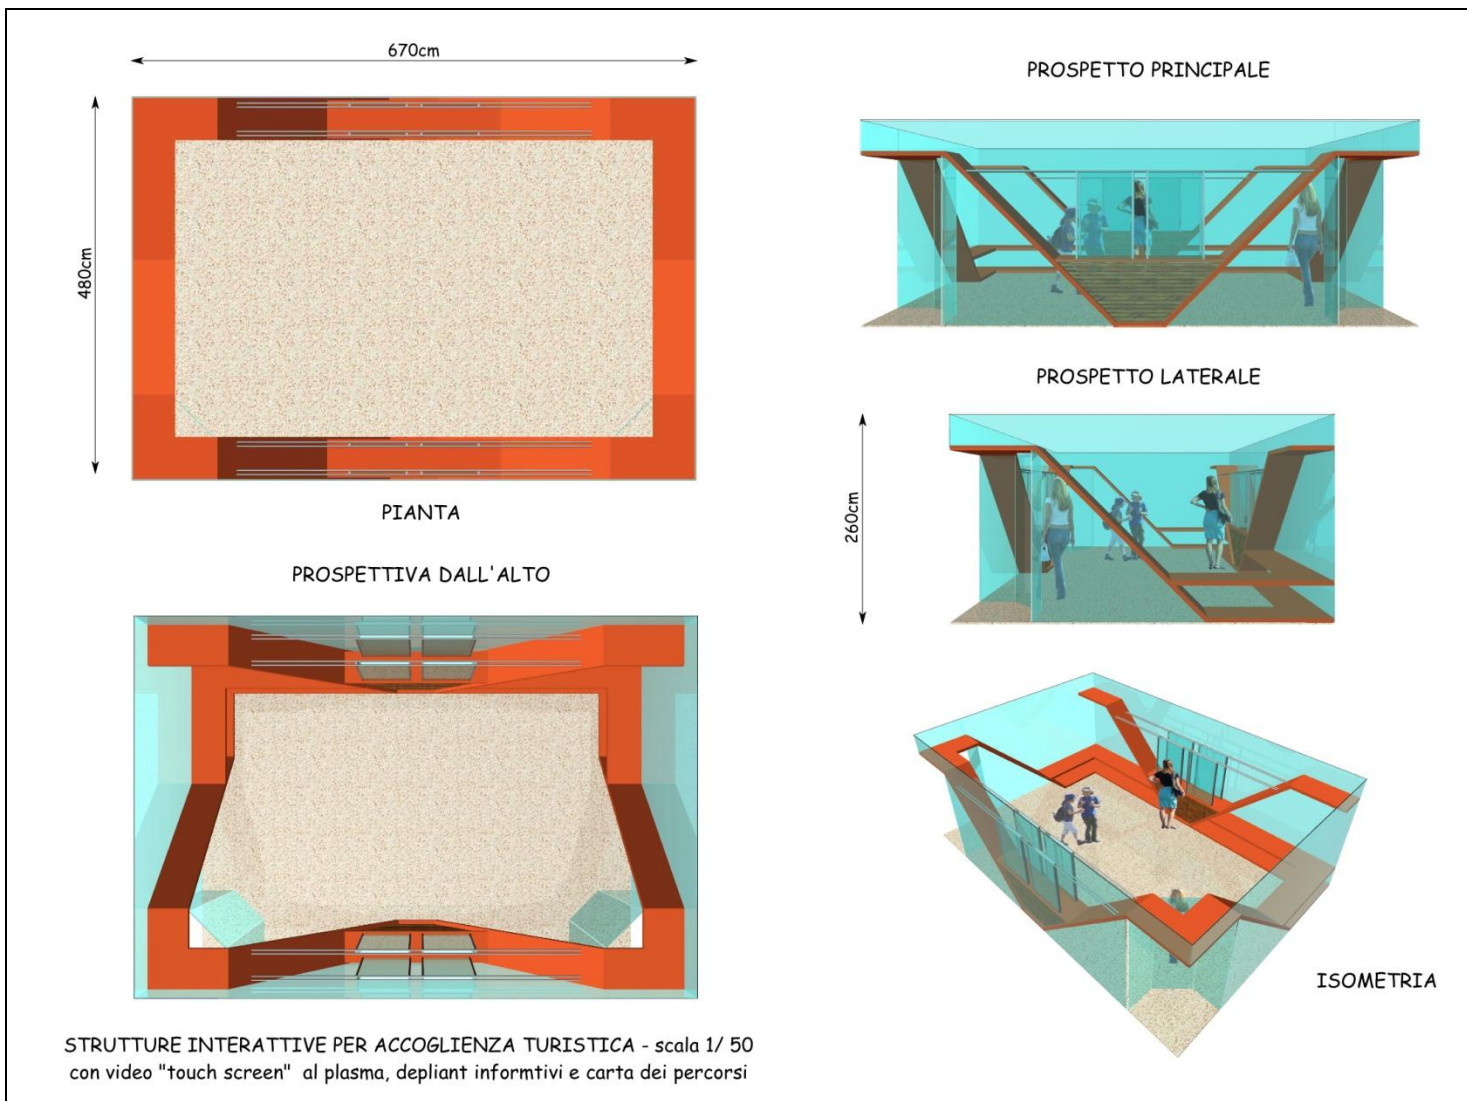 670cm
480cm
PIANTA
PROSPETTO PRINCIPALE
PROSPETTO LATERALE
260cm
PROSPETTIVA DALL'ALTO
ISOMETRIA
STRUTTURE INTERATTIVE PER ACCOGLIENZA TURISTICA - scala 1/ 50
con video "touch screen" al plasma, depliant informtivi e carta dei percorsi